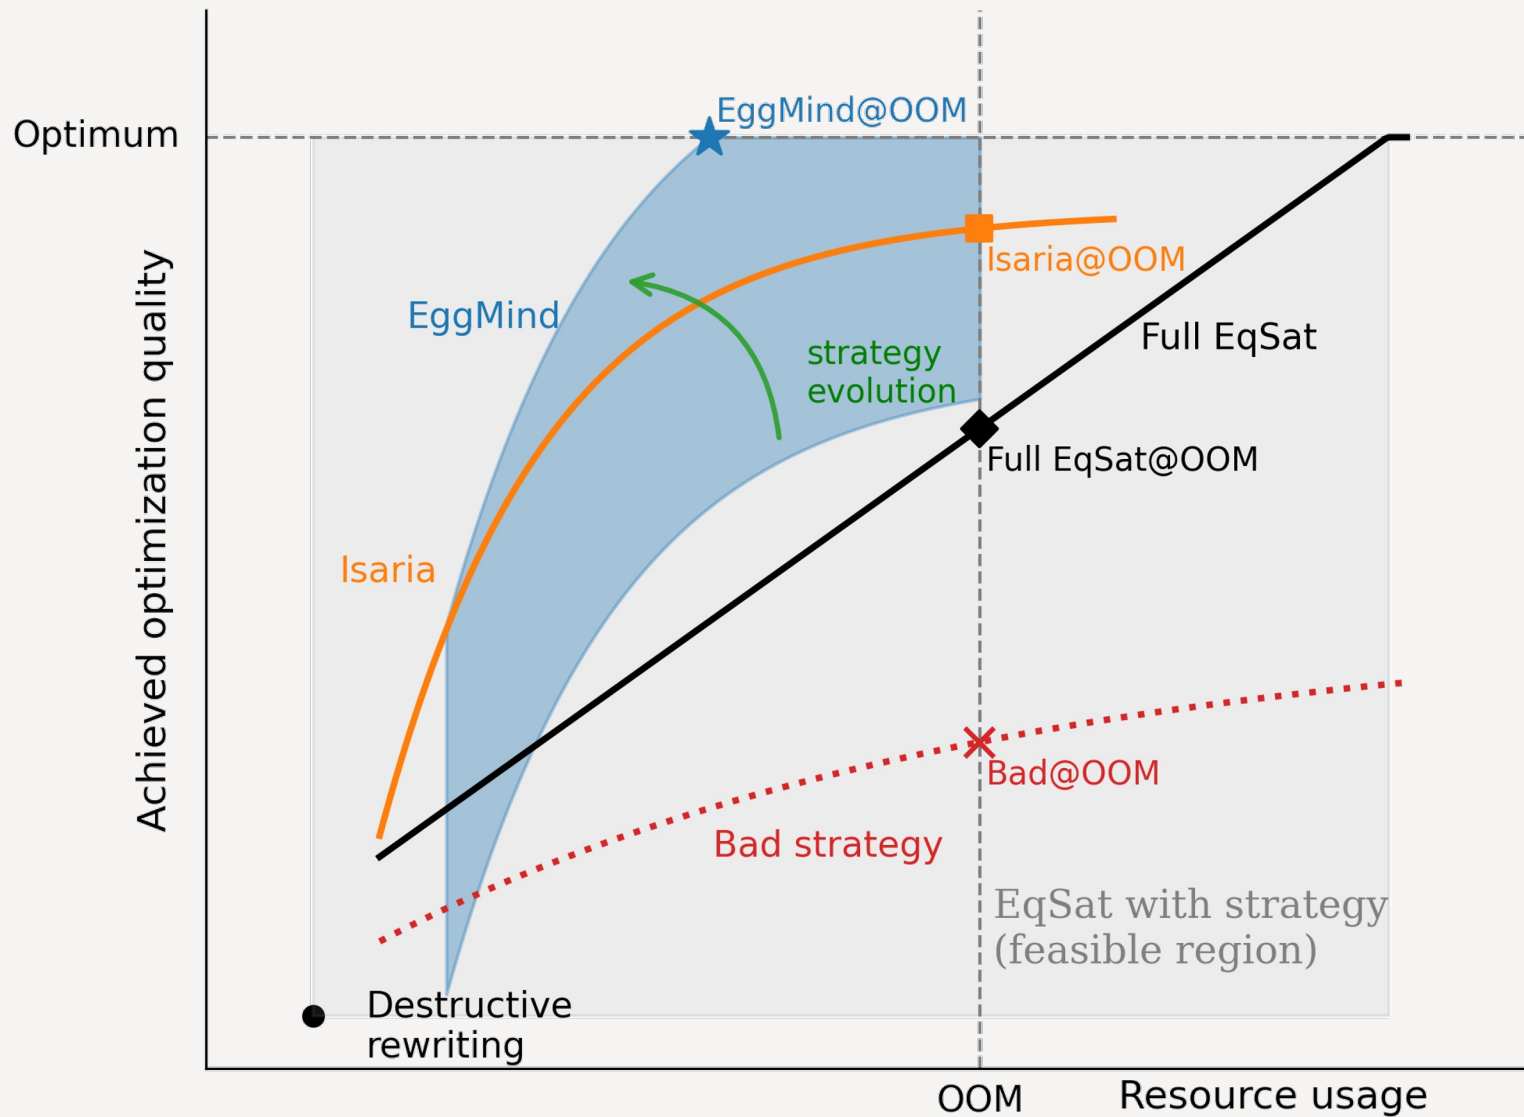 EggMind@OOM
Optimum
Isaria@OOM
EggMind
Full EqSat
strategy
evolution
Full EqSat@OOM
Isaria
Achieved optimization quality
Bad@OOM
Bad strategy
EqSat with strategy
(feasible region)
Destructive
rewriting
OOM
Resource usage